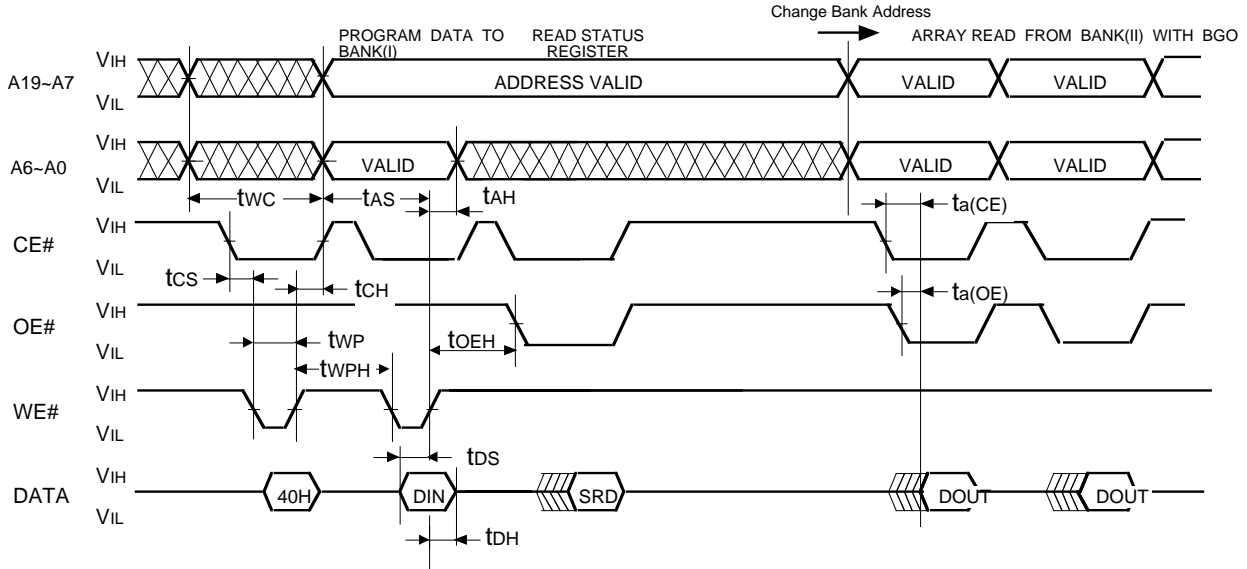 Change Bank Address
PROGRAM DATA TO BANK(I)
READ STATUS REGISTER
ARRAY READ FROM BANK(II) WITH BGO
A19~A7
VIH
VIL
ADDRESS VALID
VALID
VALID
A6~A0
VIH
VIL
VALID
VALID
VALID
tWC
tAS
tAH
ta(CE)
CE#
VIH
VIL
tCS
tCH
ta(OE)
OE#
VIH
VIL
tWP
tOEH
tWPH
WE#
VIH
VIL
tDS
DATA
VIH
VIL
40H
DIN
SRD
DOUT
DOUT
tDH